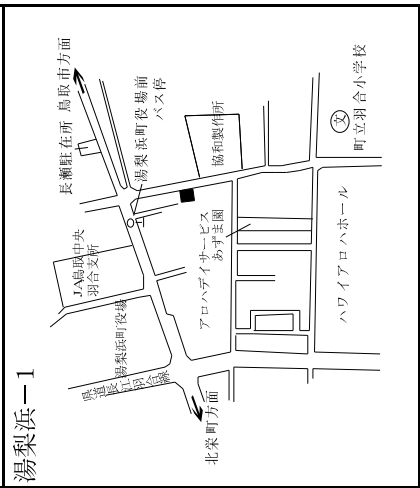 湯梨浜－1
長瀬駐在所
鳥取市方面
湯梨浜町役場前
バス停
協和製作所
文
町立羽合小学校
JA鳥取中央
羽合支所
アロハデイサービス
あずま園
ハワイアロハホール
湯梨浜町役場
県道長江羽合線
北栄町方面